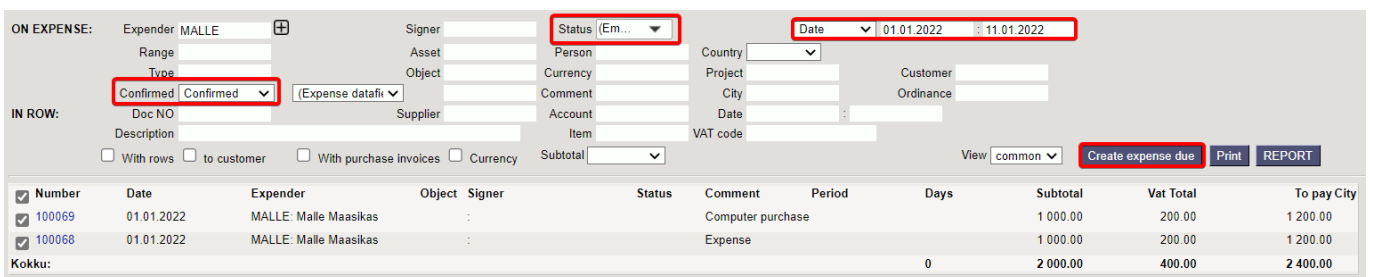 ON EXPENSE: Expender MALLE Signer Status (Em... Date 01.01.2022 : 11.01.2022
Range Asset Person Country
Type Object Currency Project Customer
Confirmed Confirmed (Expense datafie Comment City Ordinance
IN ROW: Doc NO Supplier Account Date :
Description Item VAT code
With rows to customer With purchase invoices Currency Subtotal View common Create expense due Print REPORT
Number Date Expender Object Signer Status Comment Period Days Subtotal Vat Total To pay City
100069 01.01.2022 MALLE: Malle Maasikas : Computer purchase 1 000.00 200.00 1 200.00
100068 01.01.2022 MALLE: Malle Maasikas : Expense 1 000.00 200.00 1 200.00
Kokku: 0 2 000.00 400.00 2 400.00